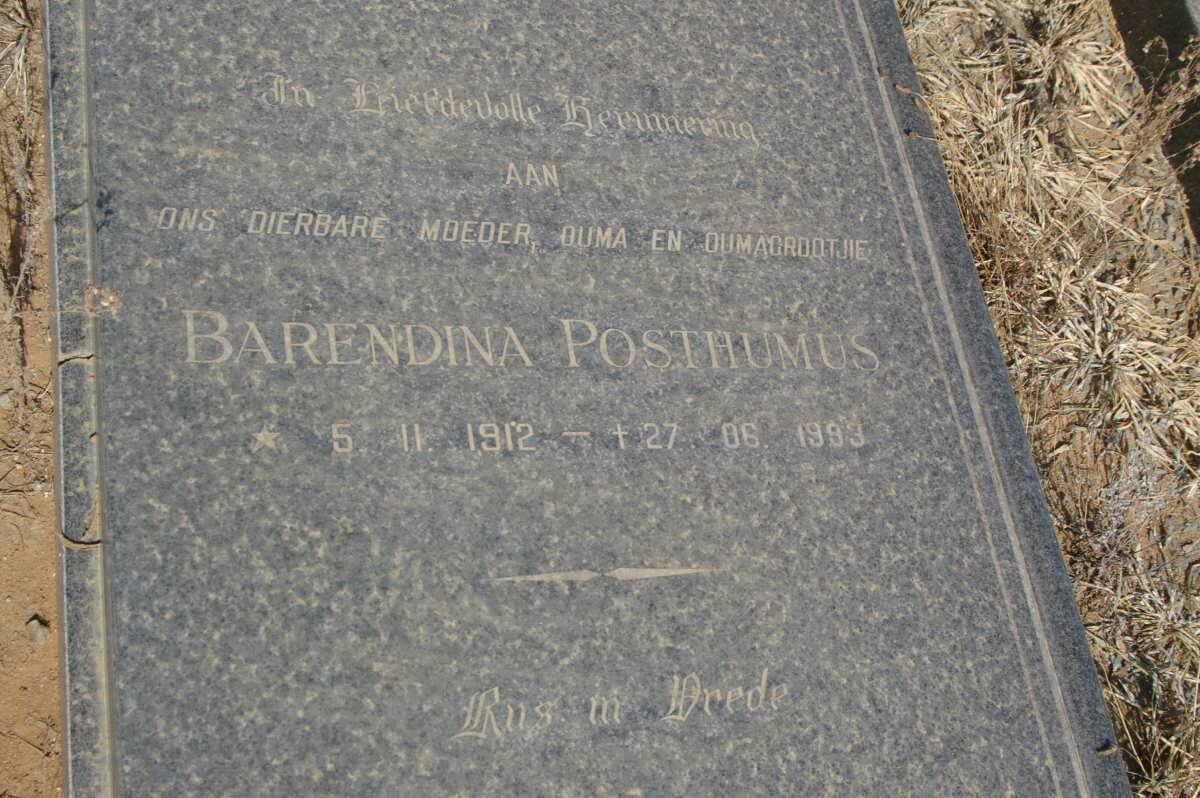 In Liefdevolle Herinnering
AAN
ONS DIERBARE MOEDER, OUMA EN OUMAGROOTJIE
BARENDINA POSTHUMUS
★ 5. 11. 1912 — † 27. 06. 1993
Rus in Vrede